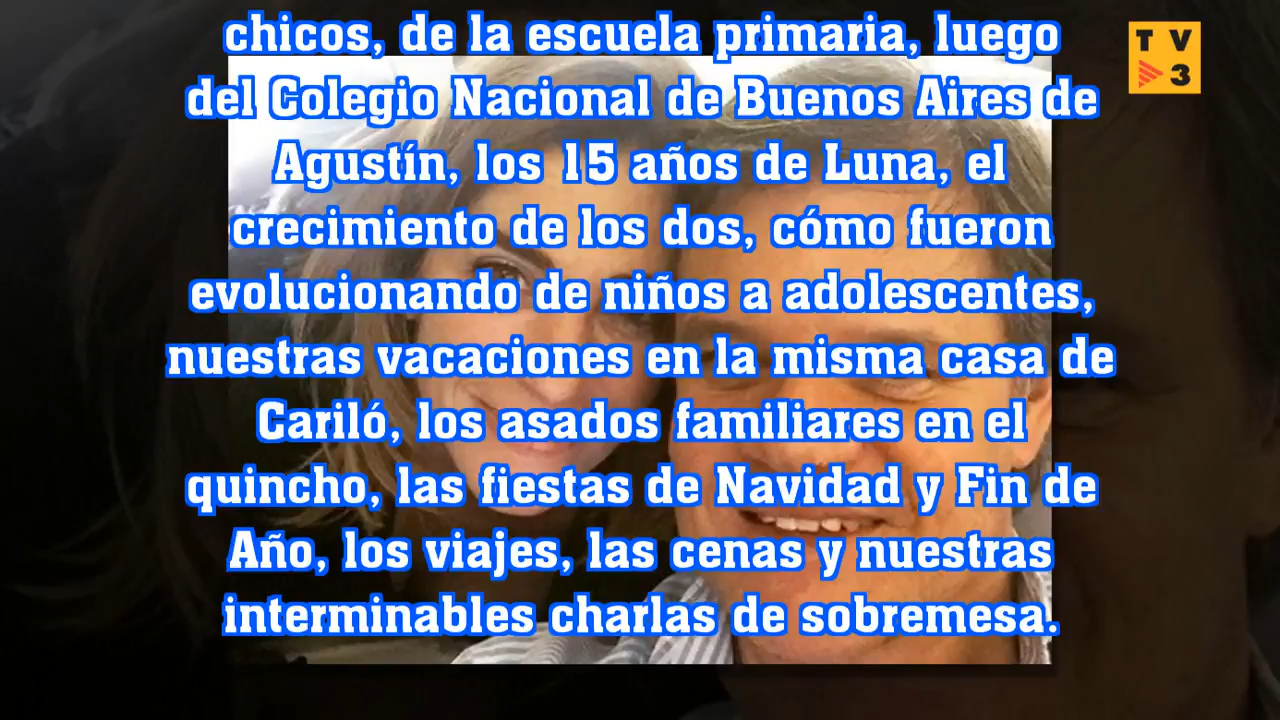 chicos, de la escuela primaria, luego
del Colegio Nacional de Buenos Aires de
Agustín, los 15 años de Luna, el
crecimiento de los dos, cómo fueron
evolucionando de niños a adolescentes,
nuestras vacaciones en la misma casa de
Cariló, los asados familiares en el
quincho, las fiestas de Navidad y Fin de
Año, los viajes, las cenas y nuestras
interminables charlas de sobremesa.
TV
3